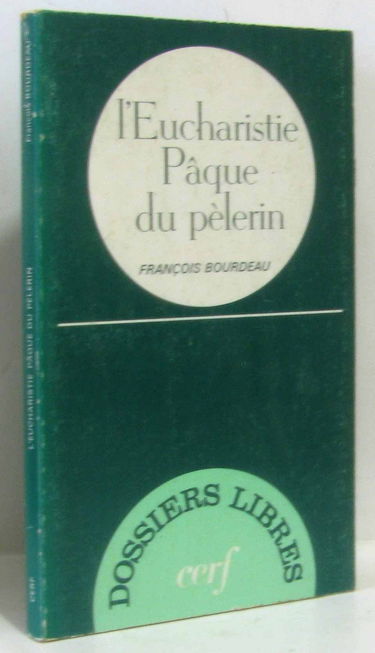 l'Eucharistie
Pâque
du pèlerin
FRANÇOIS BOURDEAU
DOSSIERS LIBRES
cerf
François BOURDEAU
L'EUCHARISTIE PÂQUE DU PÈLERIN
CERF